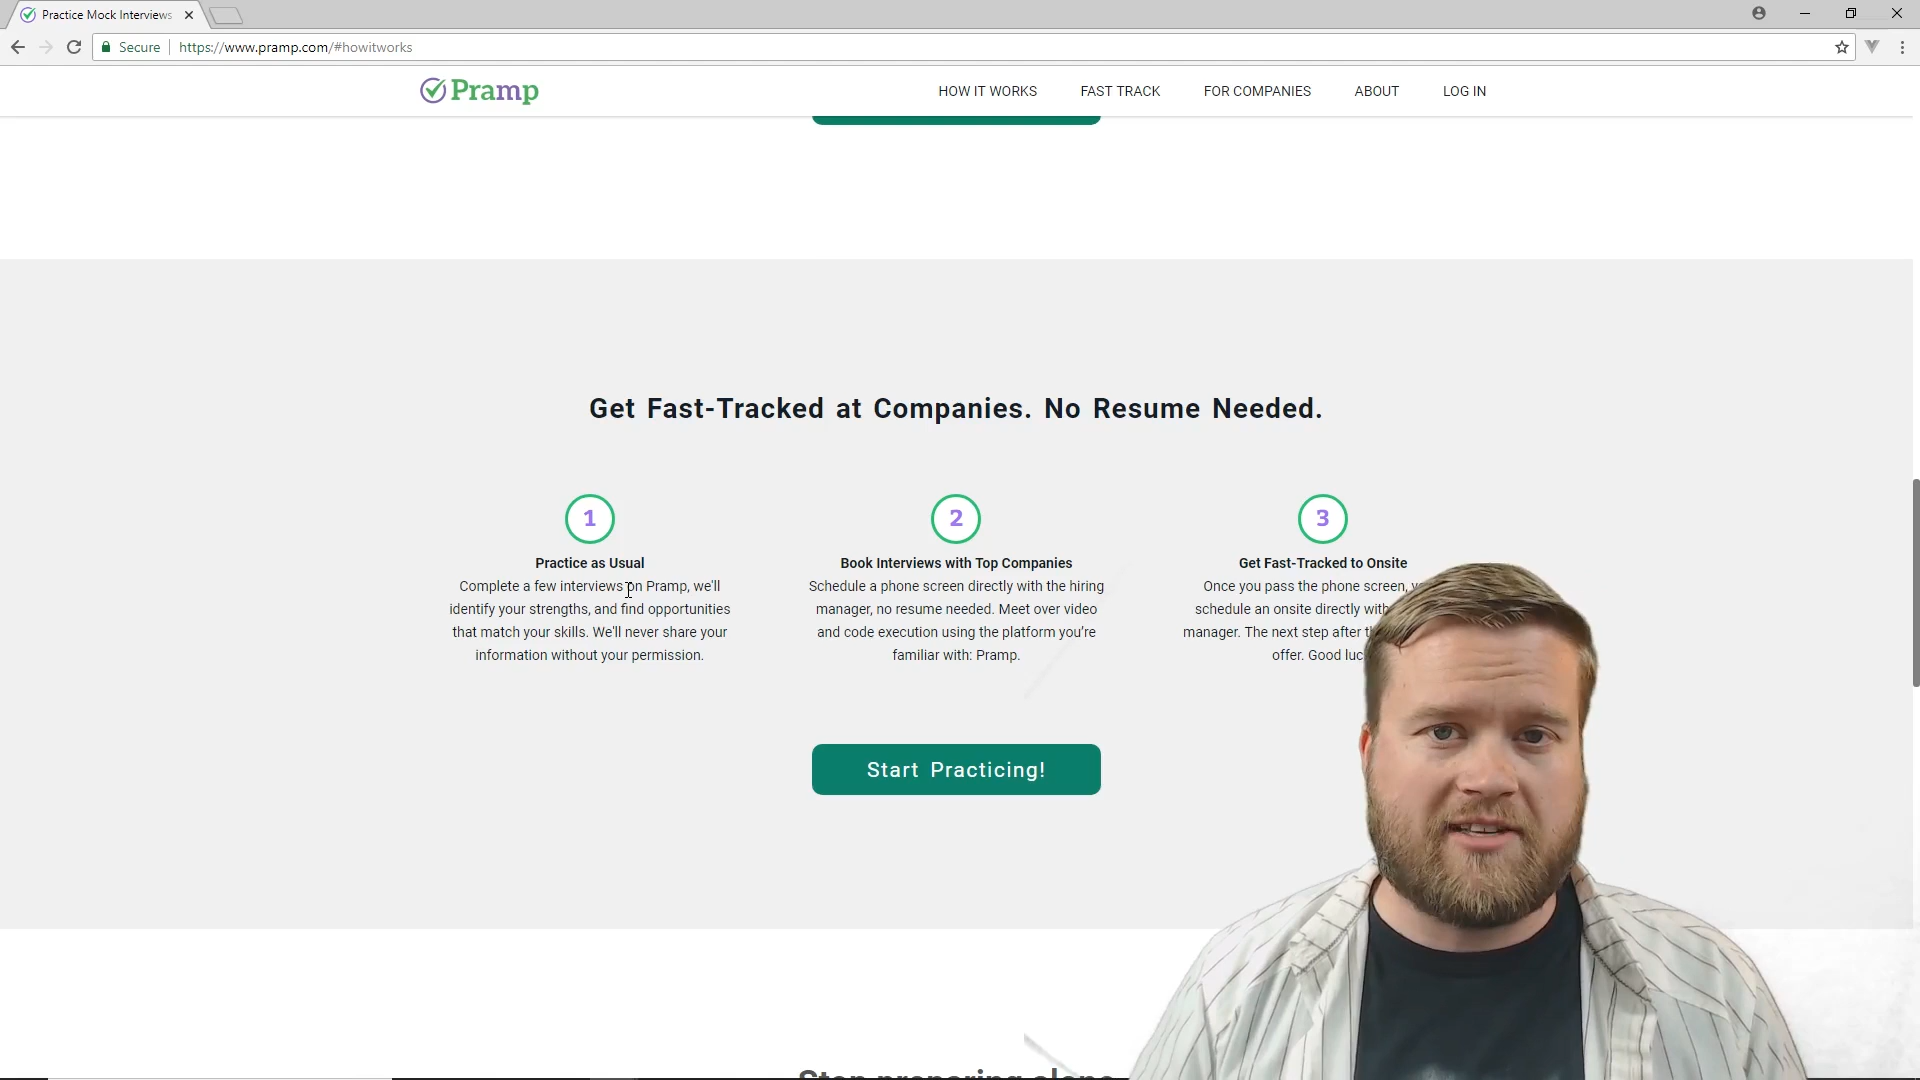 Practice Mock Interviews
Secure
https://www.pramp.com/#howitworks
Pramp
HOW IT WORKS
FAST TRACK
FOR COMPANIES
ABOUT
LOG IN
Get Fast-Tracked at Companies. No Resume Needed.
1
Practice as Usual
Complete a few interviews on Pramp, we'll
identify your strengths, and find opportunities
that match your skills. We'll never share your
information without your permission.
2
Book Interviews with Top Companies
Schedule a phone screen directly with the hiring
manager, no resume needed. Meet over video
and code execution using the platform you're
familiar with: Pramp.
3
Get Fast-Tracked to Onsite
Once you pass the phone screen,
schedule an onsite directly with
manager. The next step after
offer. Good
Start Practicing!
Stop preparing alone